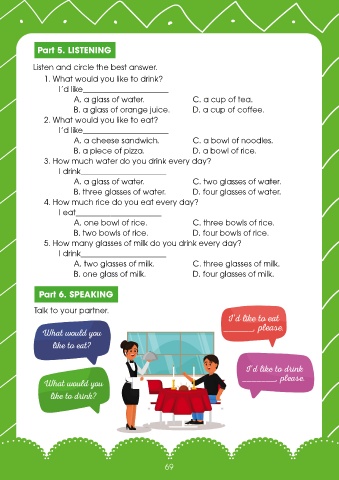 Part 5. LISTENING
Listen and circle the best answer.
1. What would you like to drink?
I'd like____________________
A. a glass of water. C. a cup of tea.
B. a glass of orange juice. D. a cup of coffee.
2. What would you like to eat?
I'd like____________________
A. a cheese sandwich. C. a bowl of noodles.
B. a piece of pizza. D. a bowl of rice.
3. How much water do you drink every day?
I drink____________________
A. a glass of water. C. two glasses of water.
B. three glasses of water. D. four glasses of water.
4. How much rice do you eat every day?
I eat____________________
A. one bowl of rice. C. three bowls of rice.
B. two bowls of rice. D. four bowls of rice.
5. How many glasses of milk do you drink every day?
I drink____________________
A. two glasses of milk. C. three glasses of milk.
B. one glass of milk. D. four glasses of milk.
Part 6. SPEAKING
Talk to your partner.
What would you
like to eat?
I'd like to eat
________, please.
What would you
like to drink?
I'd like to drink
________, please.
69